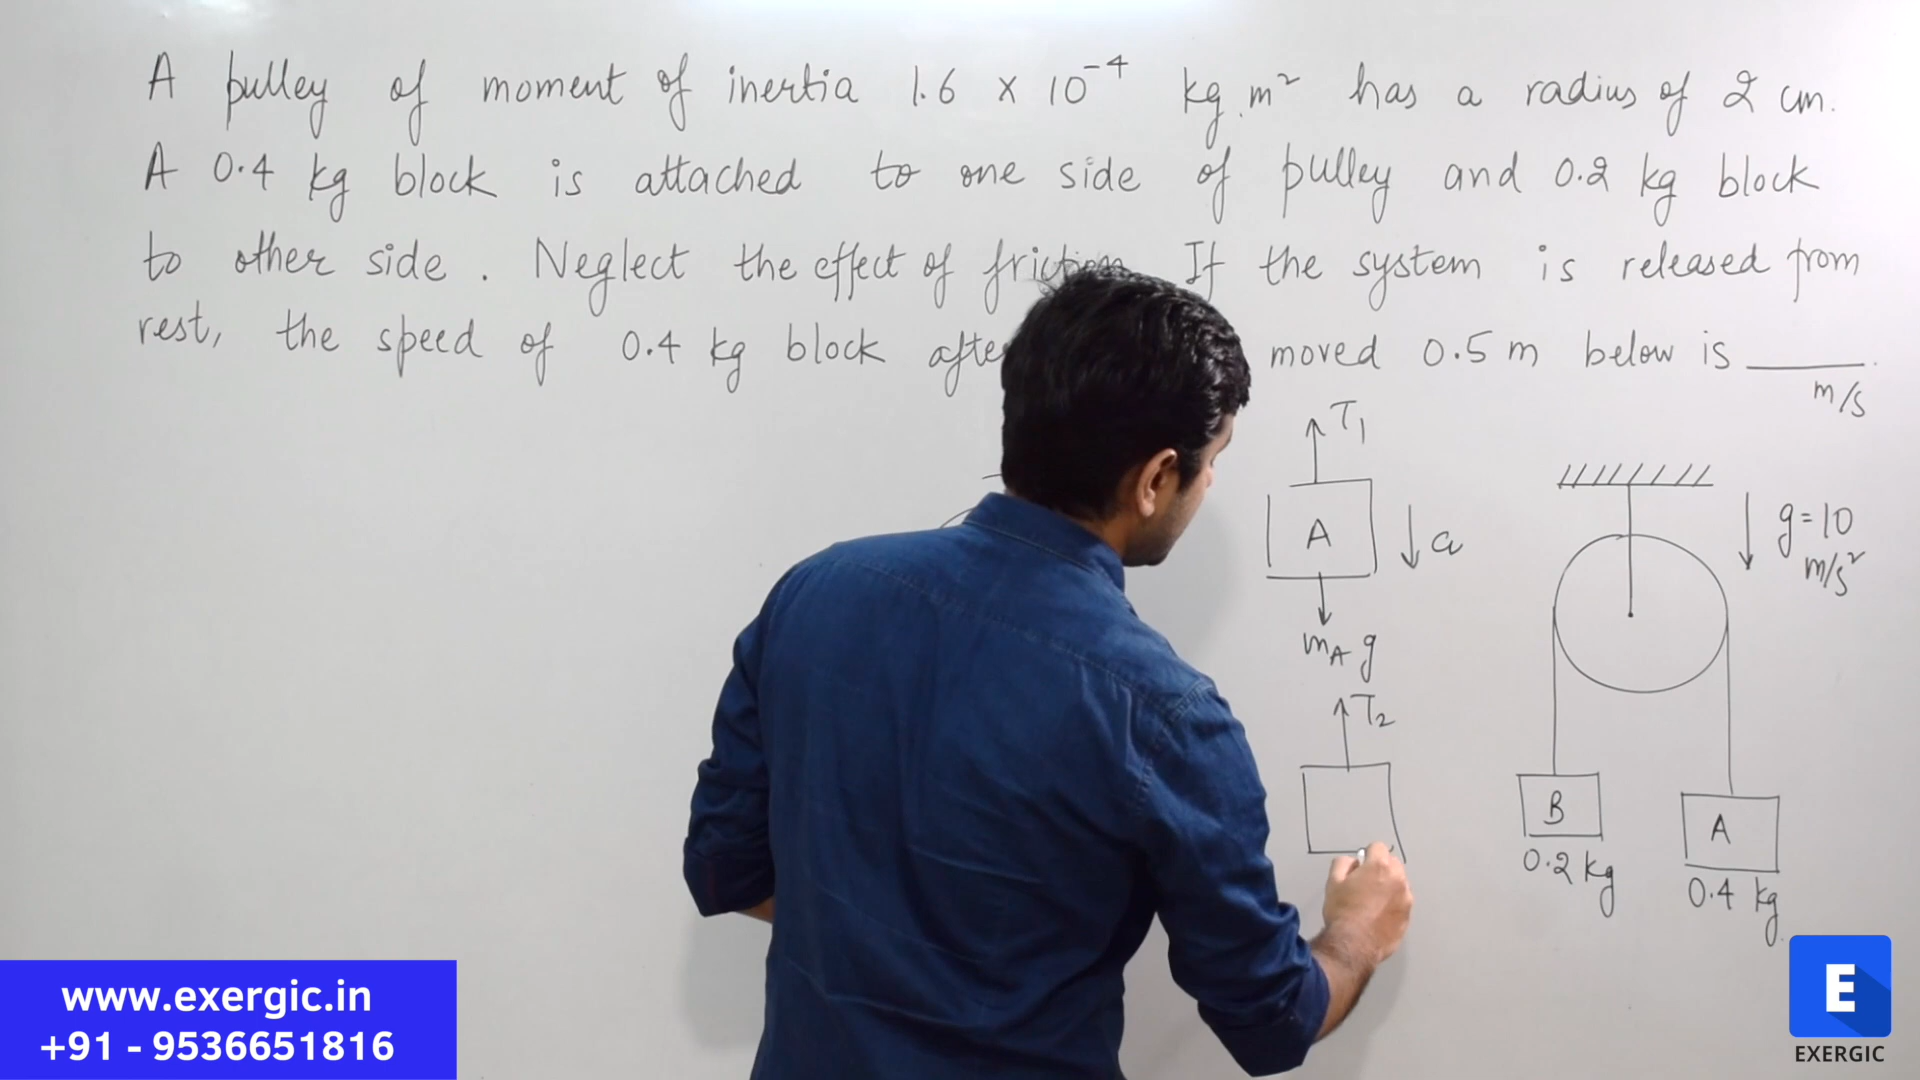 A pulley of moment of inertia 1.6 x 10⁻⁴ kg.m² has a radius of 2 cm.
A 0.4 kg block is attached to one side of pulley and 0.2 kg block
to other side. Neglect the effect of friction. If the system is released from
rest, the speed of 0.4 kg block moved 0.5 m below is ____.
m/s
T₁
A
a
m_A g
T₂
g=10
m/s²
B
0.2 kg
A
0.4 kg
www.exergic.in
+91 - 9536651816
E
EXERGIC